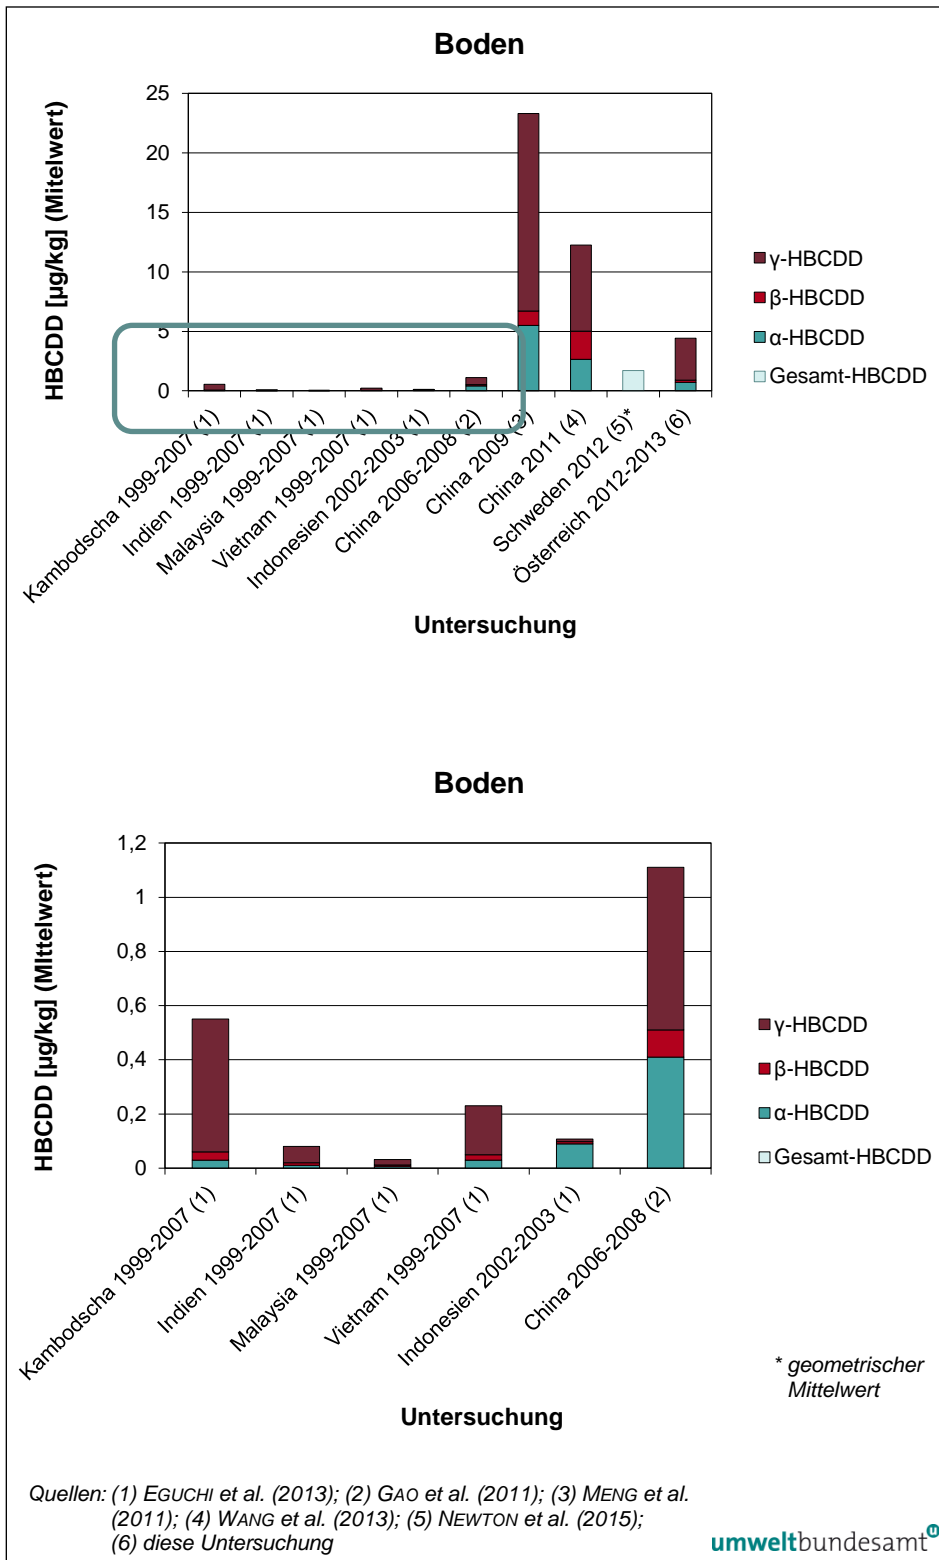 Boden
HBCDD [µg/kg] (Mitelwert)
25
20
15
10
5
0
γ-HBCDD
β-HBCDD
α-HBCDD
Gesamt-HBCDD
Kambodscha 1999-2007 (1)
Indien 1999-2007 (1)
Malaysia 1999-2007 (1)
Vietnam 1999-2007 (1)
Indonesien 2002-2003 (1)
China 2006-2008 (2)
China 2009 (3)
China 2011 (4)
Schweden 2012 (5)*
Österreich 2012-2013 (6)
Untersuchung
Boden
HBCDD [µg/kg] (MIttelwert)
1,2
1
0,8
0,6
0,4
0,2
0
γ-HBCDD
β-HBCDD
α-HBCDD
Gesamt-HBCDD
Kambodscha 1999-2007 (1)
Indien 1999-2007 (1)
Malaysia 1999-2007 (1)
Vietnam 1999-2007 (1)
Indonesien 2002-2003 (1)
China 2006-2008 (2)
* geometrischer
Mittelwert
Untersuchung
Quellen: (1) EGUCHI et al. (2013); (2) GAO et al. (2011); (3) MENG et al.
(2011); (4) WANG et al. (2013); (5) NEWTON et al. (2015);
(6) diese Untersuchung
umweltbundesamt